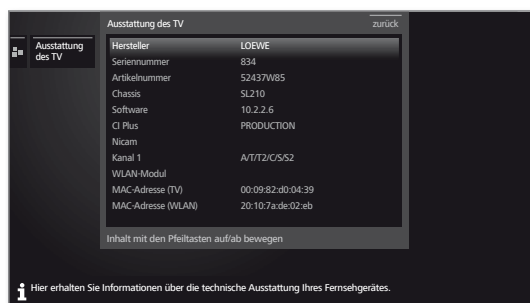 Ausstattung des TV zurück
Ausstattung
des TV
Hersteller LOEWE
Seriennummer 834
Artikelnummer 52437W85
Chassis SL210
Software 10.2.2.6
CI Plus PRODUCTION
Nicam
Kanal 1 A/T/T2/C/S/S2
WLAN-Modul
MAC-Adresse (TV) 00:09:82:d0:04:39
MAC-Adresse (WLAN) 20:10:7a:de:02:eb
Inhalt mit den Pfeiltasten auf/ab bewegen
Hier erhalten Sie Informationen über die technische Ausstattung Ihres Fernsehgerätes.